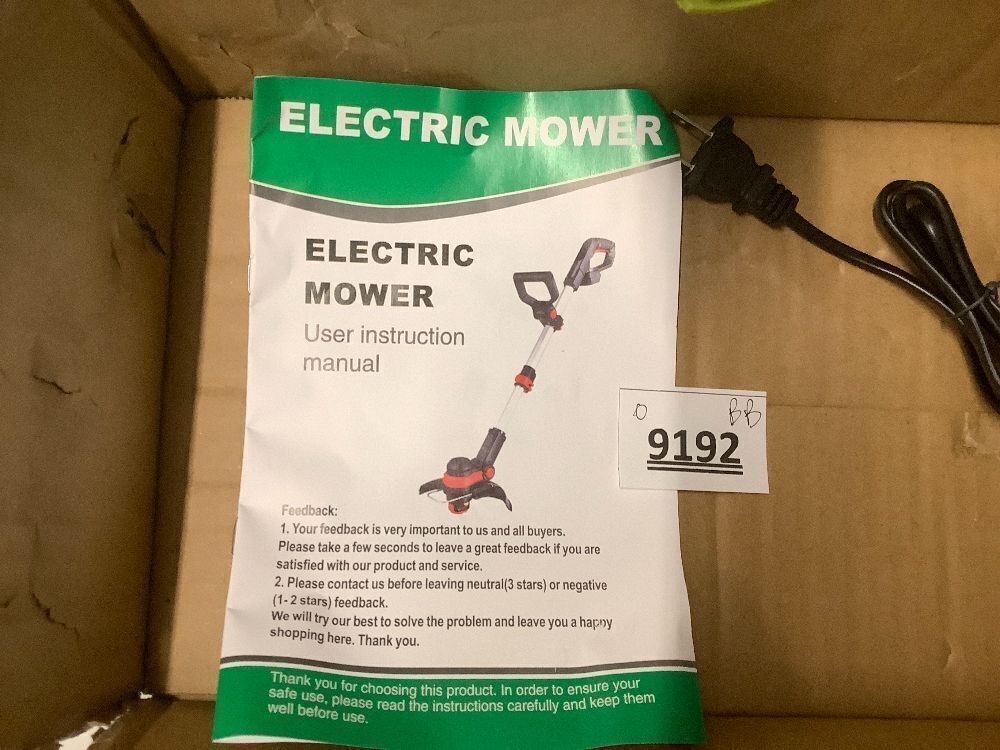 ELECTRIC MOWER
ELECTRIC
MOWER
User instruction
manual
O BB
9192
Feedback:
1. Your feedback is very important to us and all buyers.
Please take a few seconds to leave a great feedback if you are
satisfied with our product and service.
2. Please contact us before leaving neutral(3 stars) or negative
(1-2 stars) feedback.
We will try our best to solve the problem and leave you a happy
shopping here. Thank you.
Thank you for choosing this product. In order to ensure your
safe use, please read the instructions carefully and keep them
well before use.